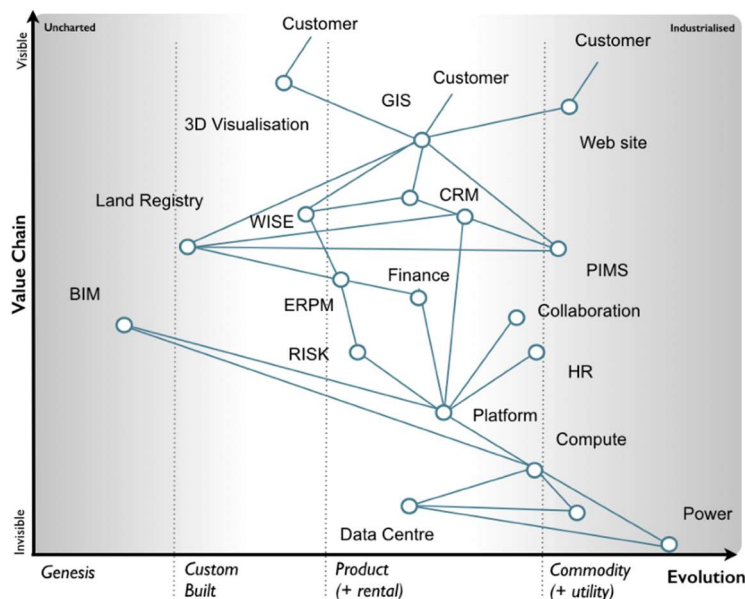 Customer
Uncharted
Industrialised
Customer
Visible
Customer
GIS
3D Visualisation
Web site
Land Registry
CRM
WISE
Value Chain
PIMS
Finance
BIM
ERPM
Collaboration
RISK
HR
Platform
Compute
Power
Invisible
Data Centre
Genesis
Custom
Built
Product
(+ rental)
Commodity
(+ utility)
Evolution